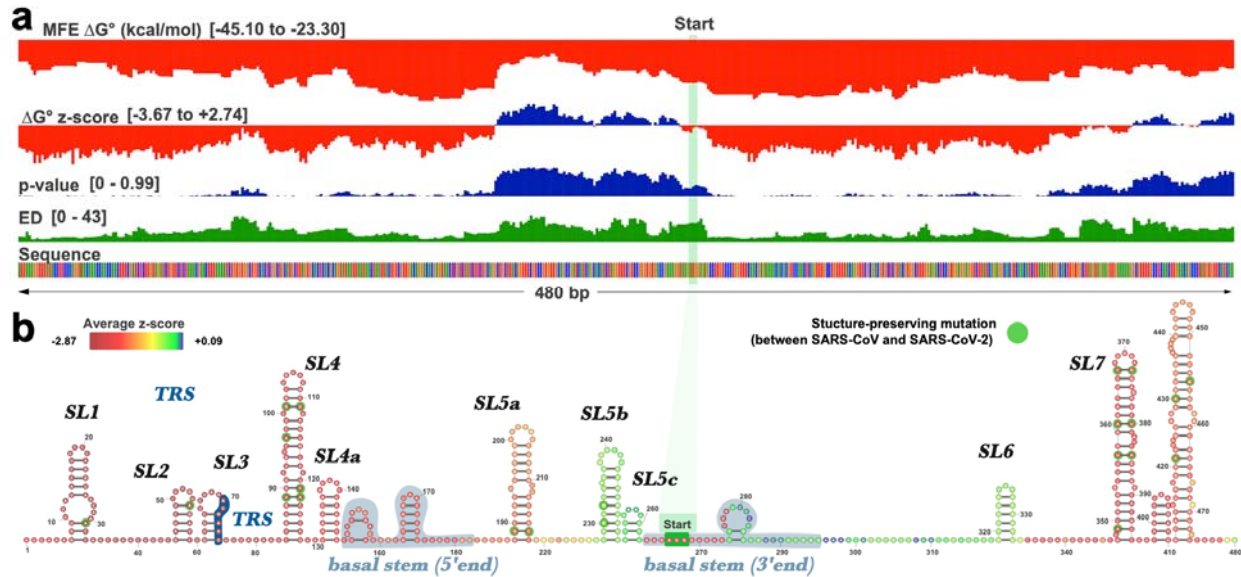 a
MFE ΔG° (kcal/mol) [-45.10 to -23.30]
Start
ΔG° z-score [-3.67 to +2.74]
p-value [0 - 0.99]
ED [0 - 43]
Sequence
480 bp
b
Average z-score
-2.87 +0.09
Stucture-preserving mutation
(between SARS-CoV and SARS-CoV-2)
SL1
TRS
SL2
SL3
TRS
SL4
SL4a
SL5a
SL5b
SL5c
Start
SL6
SL7
10
20
30
50
70
90
100
110
120
140
170
190
200
210
230
240
260
280
320
330
350
360
370
380
390
400
420
430
440
450
460
470
1 40 60 80 130 160 180 220 270 290 300 310 340 410 480
basal stem (5'end)
basal stem (3'end)